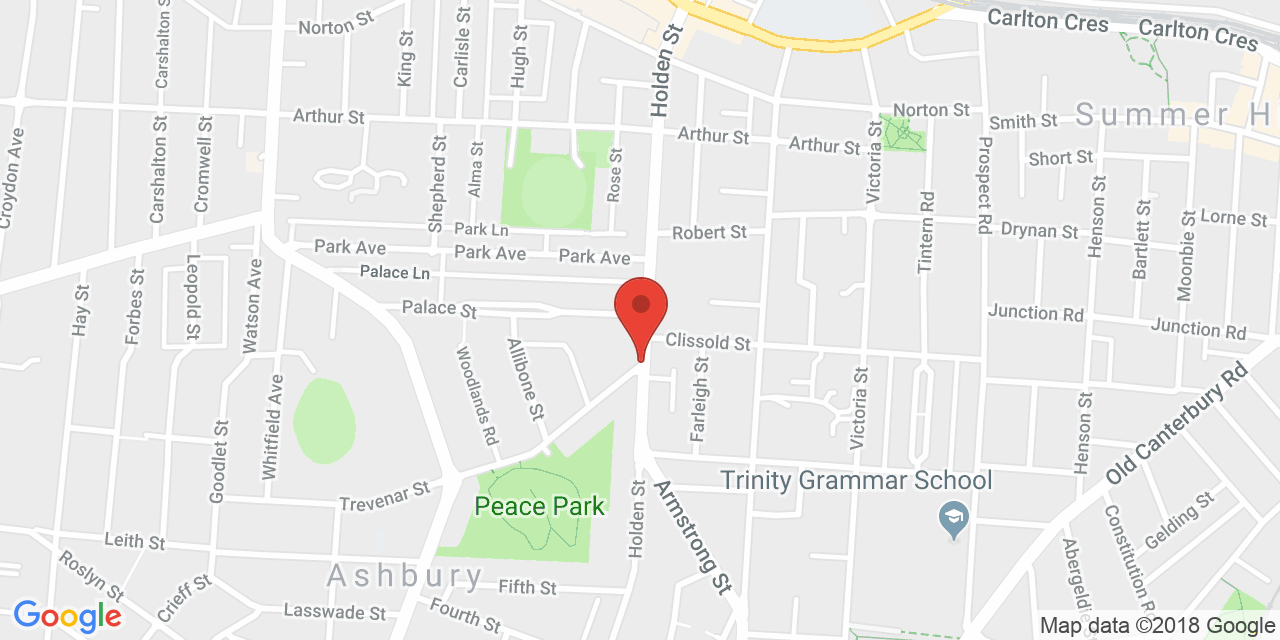 Norton St
Carshalton St
King St
Carlisle St
Hugh St
Holden St
Carlton Cres
Carlton Cres
Croydon Ave
Carshalton St
Cromwell St
Arthur St
Shepherd St
Alma St
Rose St
Arthur St
Arthur St
Victoria St
Norton St
Smith St
Summer H
Short St
Prospect Rd
Tintern Rd
Henson St
Bartlett St
Moonbie St
Lorne St
Drynan St
Robert St
Park Ln
Park Ave
Park Ave
Park Ave
Palace Ln
Palace St
Hay St
Forbes St
Leopold St
Watson Ave
Clissold St
Junction Rd
Junction Rd
Woodlands Rd
Allibone St
Farleigh St
Victoria St
Whitfield Ave
Goodlet St
Henson St
Old Canterbury Rd
Trevenar St
Trinity Grammar School
Peace Park
Holden St
Armstrong St
Constitution Rd
Gelding St
Leith St
Roslyn St
Crieff St
Ashbury
Fifth St
Lasswade St
Fourth St
Google
Map data ©2018 Google